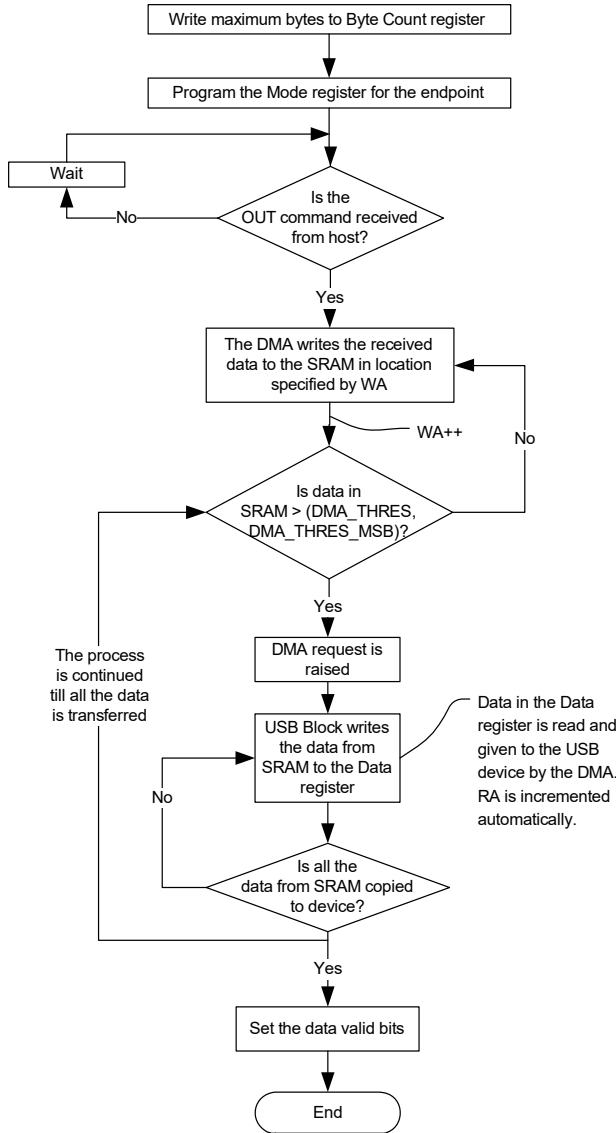 Write maximum bytes to Byte Count register
Program the Mode register for the endpoint
Wait
Is the
OUT command received
from host?
No
Yes
The DMA writes the received
data to the SRAM in location
specified by WA
WA++
No
Is data in
SRAM > (DMA_THRES,
DMA_THRES_MSB)?
Yes
The process
is continued
till all the data
is transferred
DMA request is
raised
USB Block writes
the data from
SRAM to the Data
register
Data in the Data
register is read and
given to the USB
device by the DMA.
RA is incremented
automatically.
No
Is all the
data from SRAM copied
to device?
Yes
Set the data valid bits
End